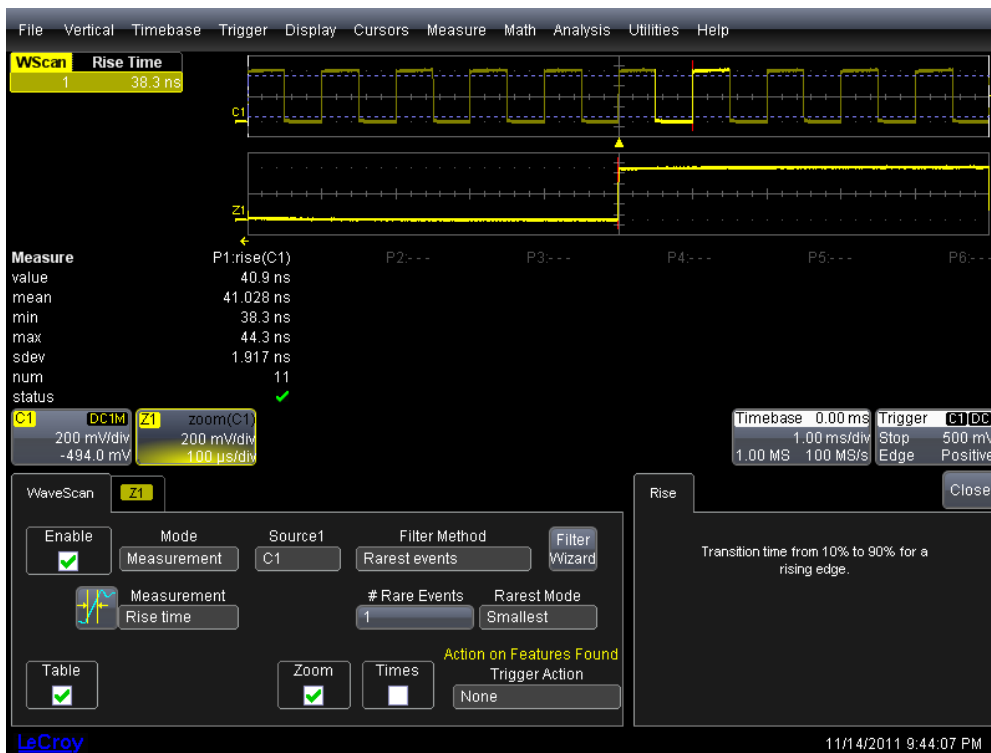 File Vertical Timebase Trigger Display Cursors Measure Math Analysis Utilities Help
WScan Rise Time
1 38.3 ns
C1
Z1
Measure P1:rise(C1) P2:- - - P3:- - - P4:- - - P5:- - - P6:- - -
value 40.9 ns
mean 41.028 ns
min 38.3 ns
max 44.3 ns
sdev 1.917 ns
num 11
status
C1 DC1M
200 mV/div
-494.0 mV
Z1 zoom(C1)
200 mV/div
100 µs/div
Timebase 0.00 ms
1.00 ms/div
1.00 MS 100 MS/s
Trigger C1 DC
Stop 500 mV
Edge Positive
WaveScan Z1
Enable
Mode
Measurement
Source1
C1
Filter Method
Rarest events
Filter
Wizard
Measurement
Rise time
# Rare Events
1
Rarest Mode
Smallest
Action on Features Found
Table
Zoom
Times
Trigger Action
None
Rise
Close
Transition time from 10% to 90% for a
rising edge.
LeCroy
11/14/2011 9:44:07 PM